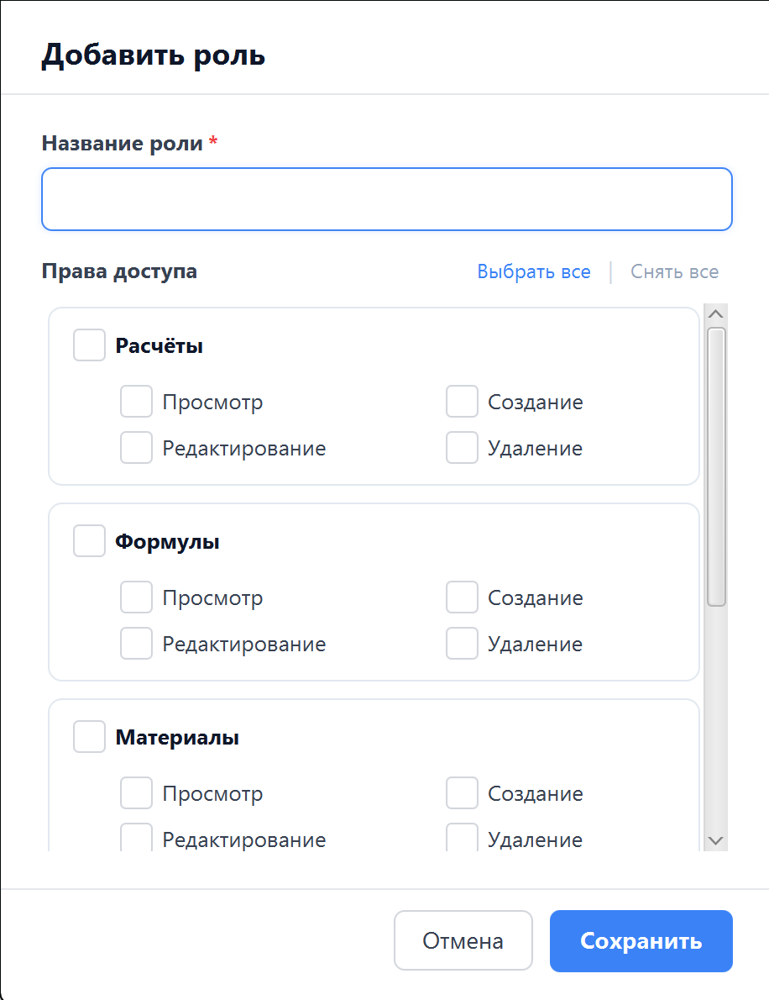 Добавить роль
Название роли *
Права доступа Выбрать все | Снять все
Расчёты
Просмотр Создание
Редактирование Удаление
Формулы
Просмотр Создание
Редактирование Удаление
Материалы
Просмотр Создание
Редактирование Удаление
Отмена Сохранить